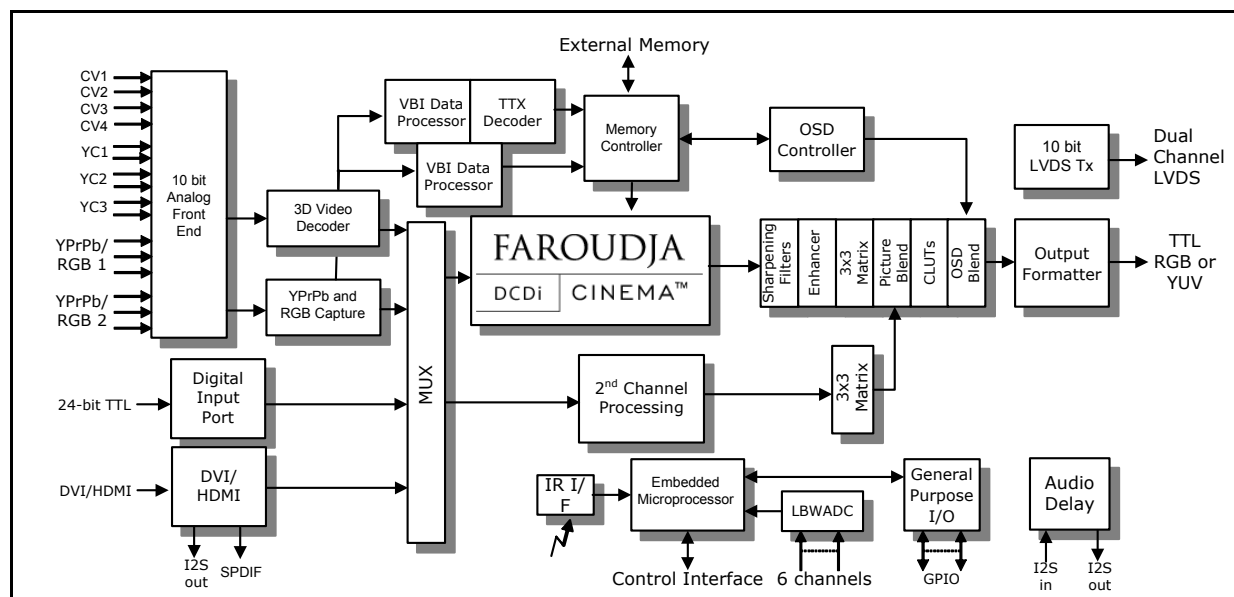 External Memory
CV1
CV2
CV3
CV4
YC1
YC2
YC3
YPrPb/
RGB 1
YPrPb/
RGB 2
10 bit
Analog
Front
End
3D Video
Decoder
YPrPb and
RGB Capture
VBI Data
Processor
TTX
Decoder
VBI Data
Processor
Memory
Controller
OSD
Controller
10 bit
LVDS Tx
Dual
Channel
LVDS
MUX
FAROUDJA
DCDi
CINEMA™
Sharpening
Filters
Enhancer
3x3
Matrix
Picture
Blend
CLUTs
OSD
Blend
Output
Formatter
TTL
RGB or
YUV
24-bit TTL
Digital
Input
Port
2nd Channel
Processing
3x3
Matrix
DVI/HDMI
DVI/
HDMI
I2S
out
SPDIF
IR I/
F
Embedded
Microprocessor
LBWADC
General
Purpose
I/O
Audio
Delay
Control Interface
6 channels
GPIO
I2S
in
I2S
out